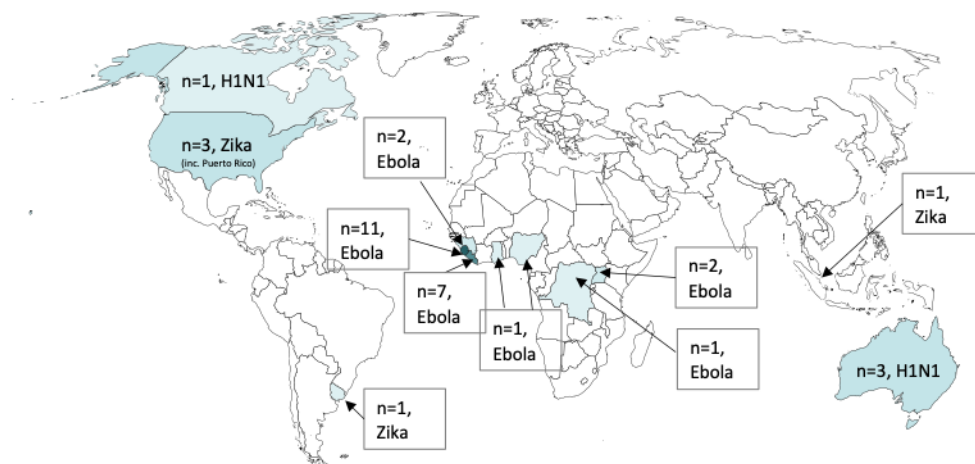 n=1, H1N1
n=3, Zika
(inc. Puerto Rico)
n=2,
Ebola
n=11,
Ebola
n=7,
Ebola
n=1,
Ebola
n=2,
Ebola
n=1,
Ebola
n=1,
Zika
n=3, H1N1
n=1,
Zika